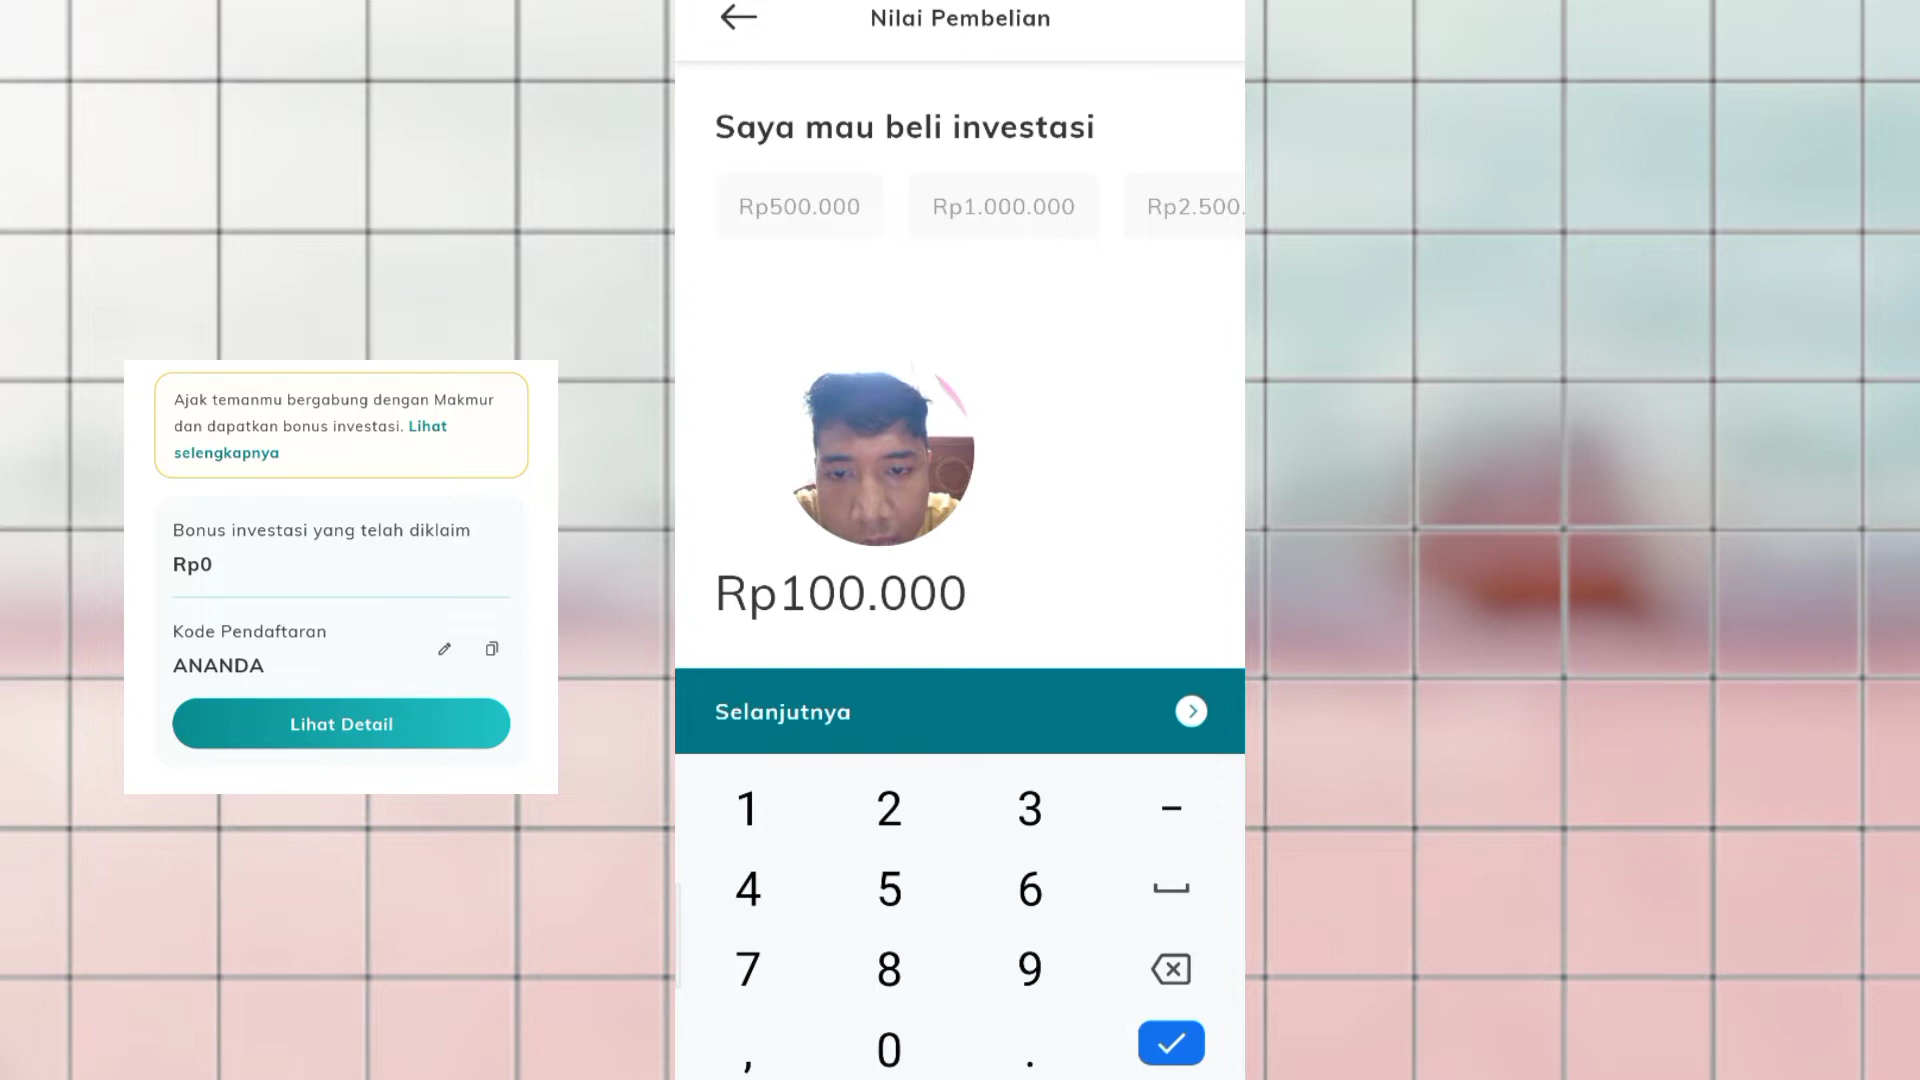 Nilai Pembelian
Saya mau beli investasi
Rp500.000
Rp1.000.000
Rp2.500.
Rp100.000
Selanjutnya
1 2 3 -
4 5 6
7 8 9
, 0 .
Ajak temanmu bergabung dengan Makmur
dan dapatkan bonus investasi. Lihat
selengkapnya
Bonus investasi yang telah diklaim
Rp0
Kode Pendaftaran
ANANDA
Lihat Detail